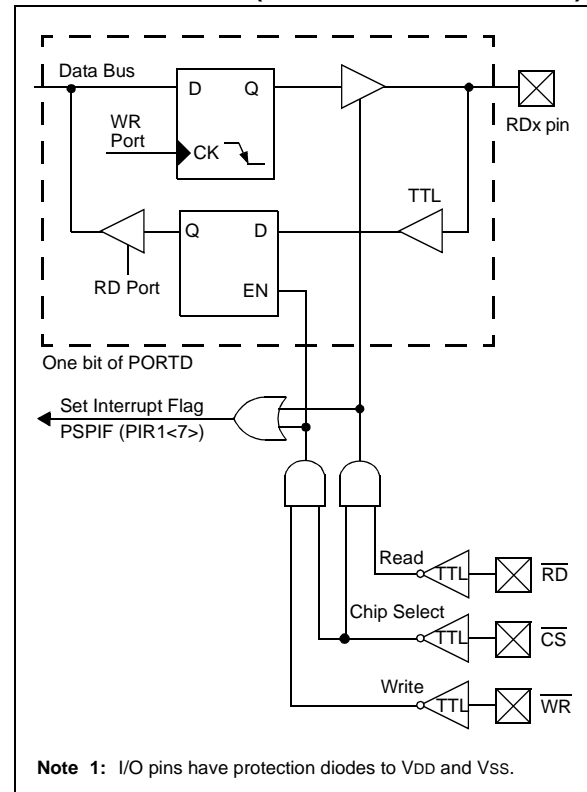 Data Bus
D Q
WR
Port
CK
RDx pin
TTL
Q D
RD Port
EN
One bit of PORTD
Set Interrupt Flag
PSPIF (PIR1<7>)
Read
TTL
RD
Chip Select
TTL
CS
Write
TTL
WR
Note 1: I/O pins have protection diodes to VDD and VSS.